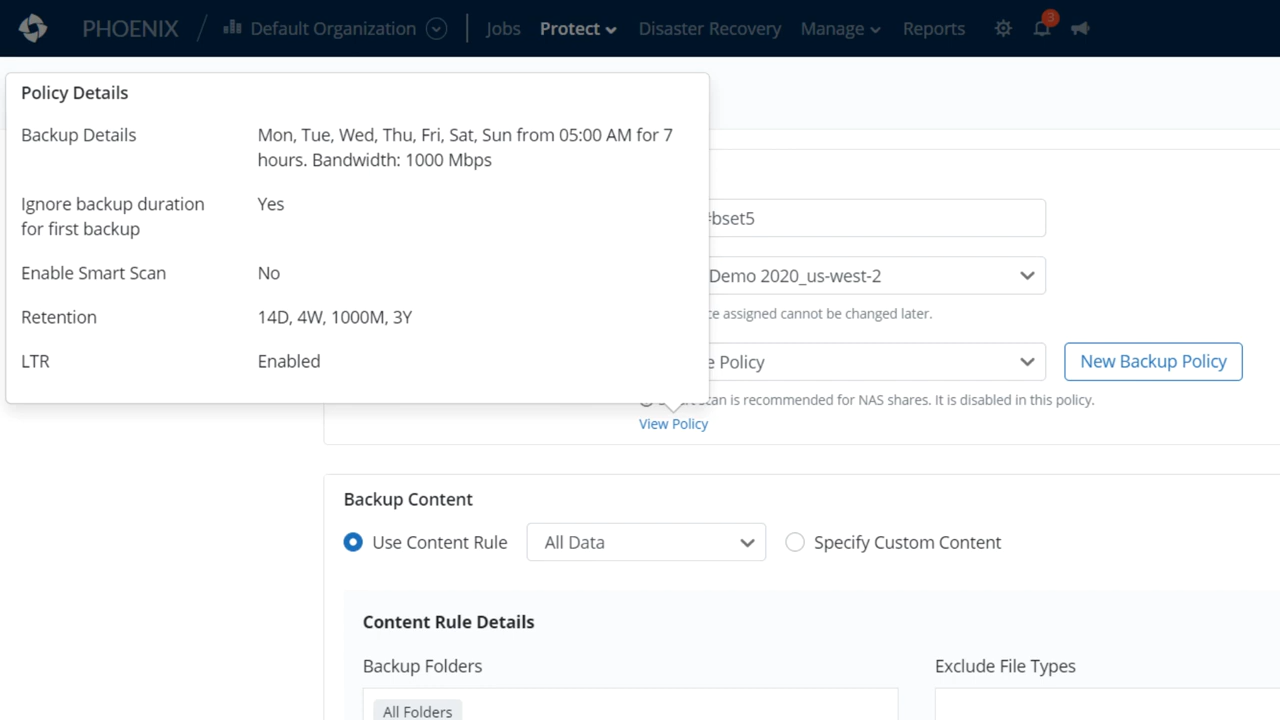 PHOENIX
Default Organization
Jobs
Protect
Disaster Recovery
Manage
Reports
3
Policy Details
Backup Details
Mon, Tue, Wed, Thu, Fri, Sat, Sun from 05:00 AM for 7
hours. Bandwidth: 1000 Mbps
Ignore backup duration
for first backup
Yes
Enable Smart Scan
No
Retention
14D, 4W, 1000M, 3Y
LTR
Enabled
bset5
Demo 2020_us-west-2
assigned cannot be changed later.
Policy
New Backup Policy
is recommended for NAS shares. It is disabled in this policy.
View Policy
Backup Content
Use Content Rule
All Data
Specify Custom Content
Content Rule Details
Backup Folders
Exclude File Types
All Folders